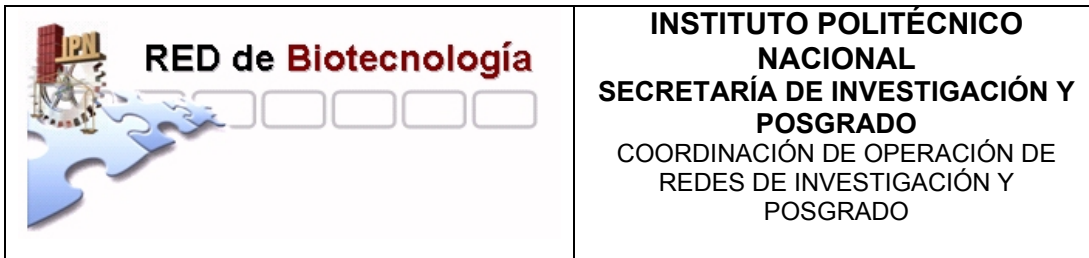 IPN
RED de Biotecnología
INSTITUTO POLITÉCNICO
NACIONAL
SECRETARÍA DE INVESTIGACIÓN Y
POSGRADO
COORDINACIÓN DE OPERACIÓN DE
REDES DE INVESTIGACIÓN Y
POSGRADO